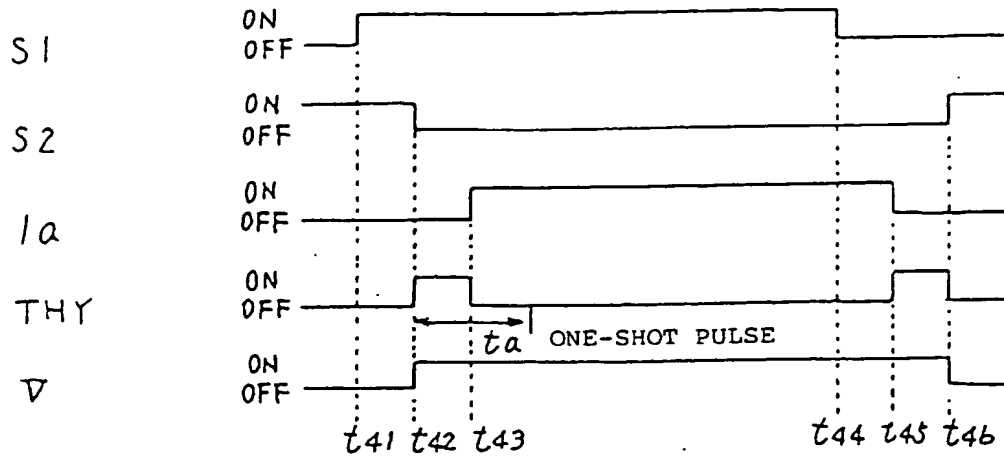 S1 ON
OFF
S2 ON
OFF
1a ON
OFF
THY ON
OFF
ta ONE-SHOT PULSE
V ON
OFF
t41 t42 t43 t44 t45 t46